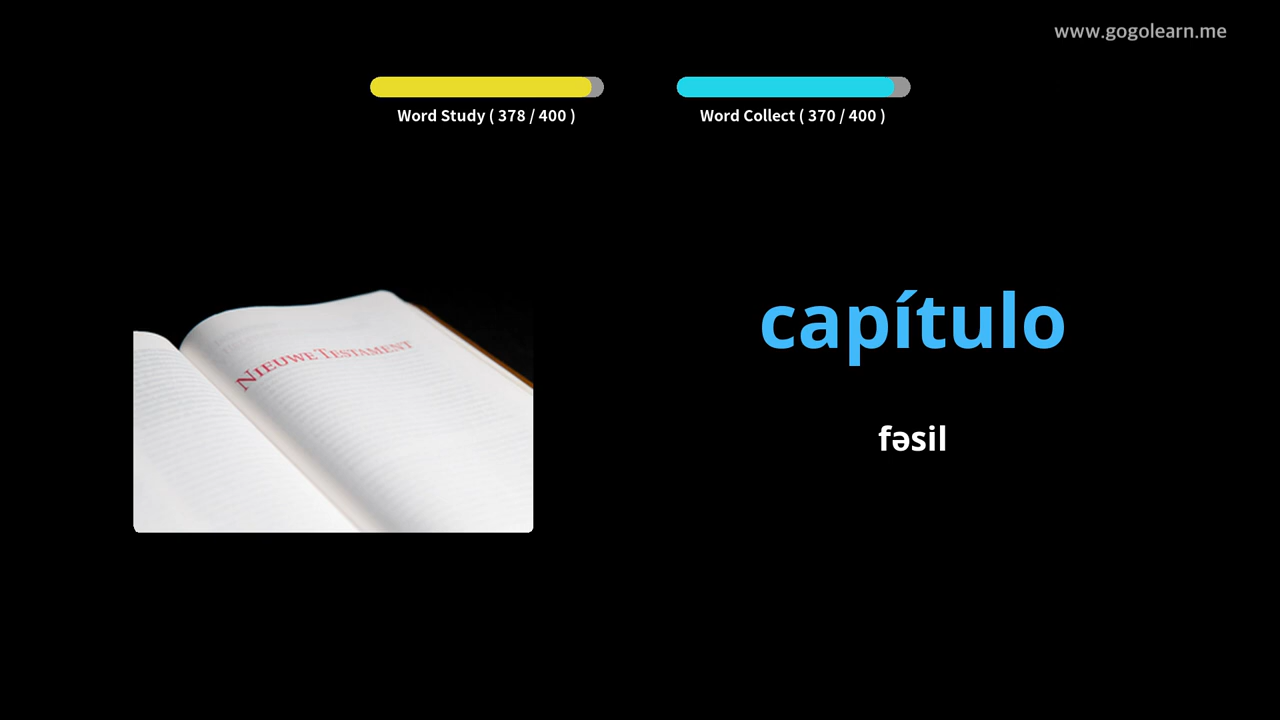 www.gogolearn.me
Word Study ( 378 / 400 )
Word Collect ( 370 / 400 )
NIEUWE TESTAMENT
capítulo
fəsil